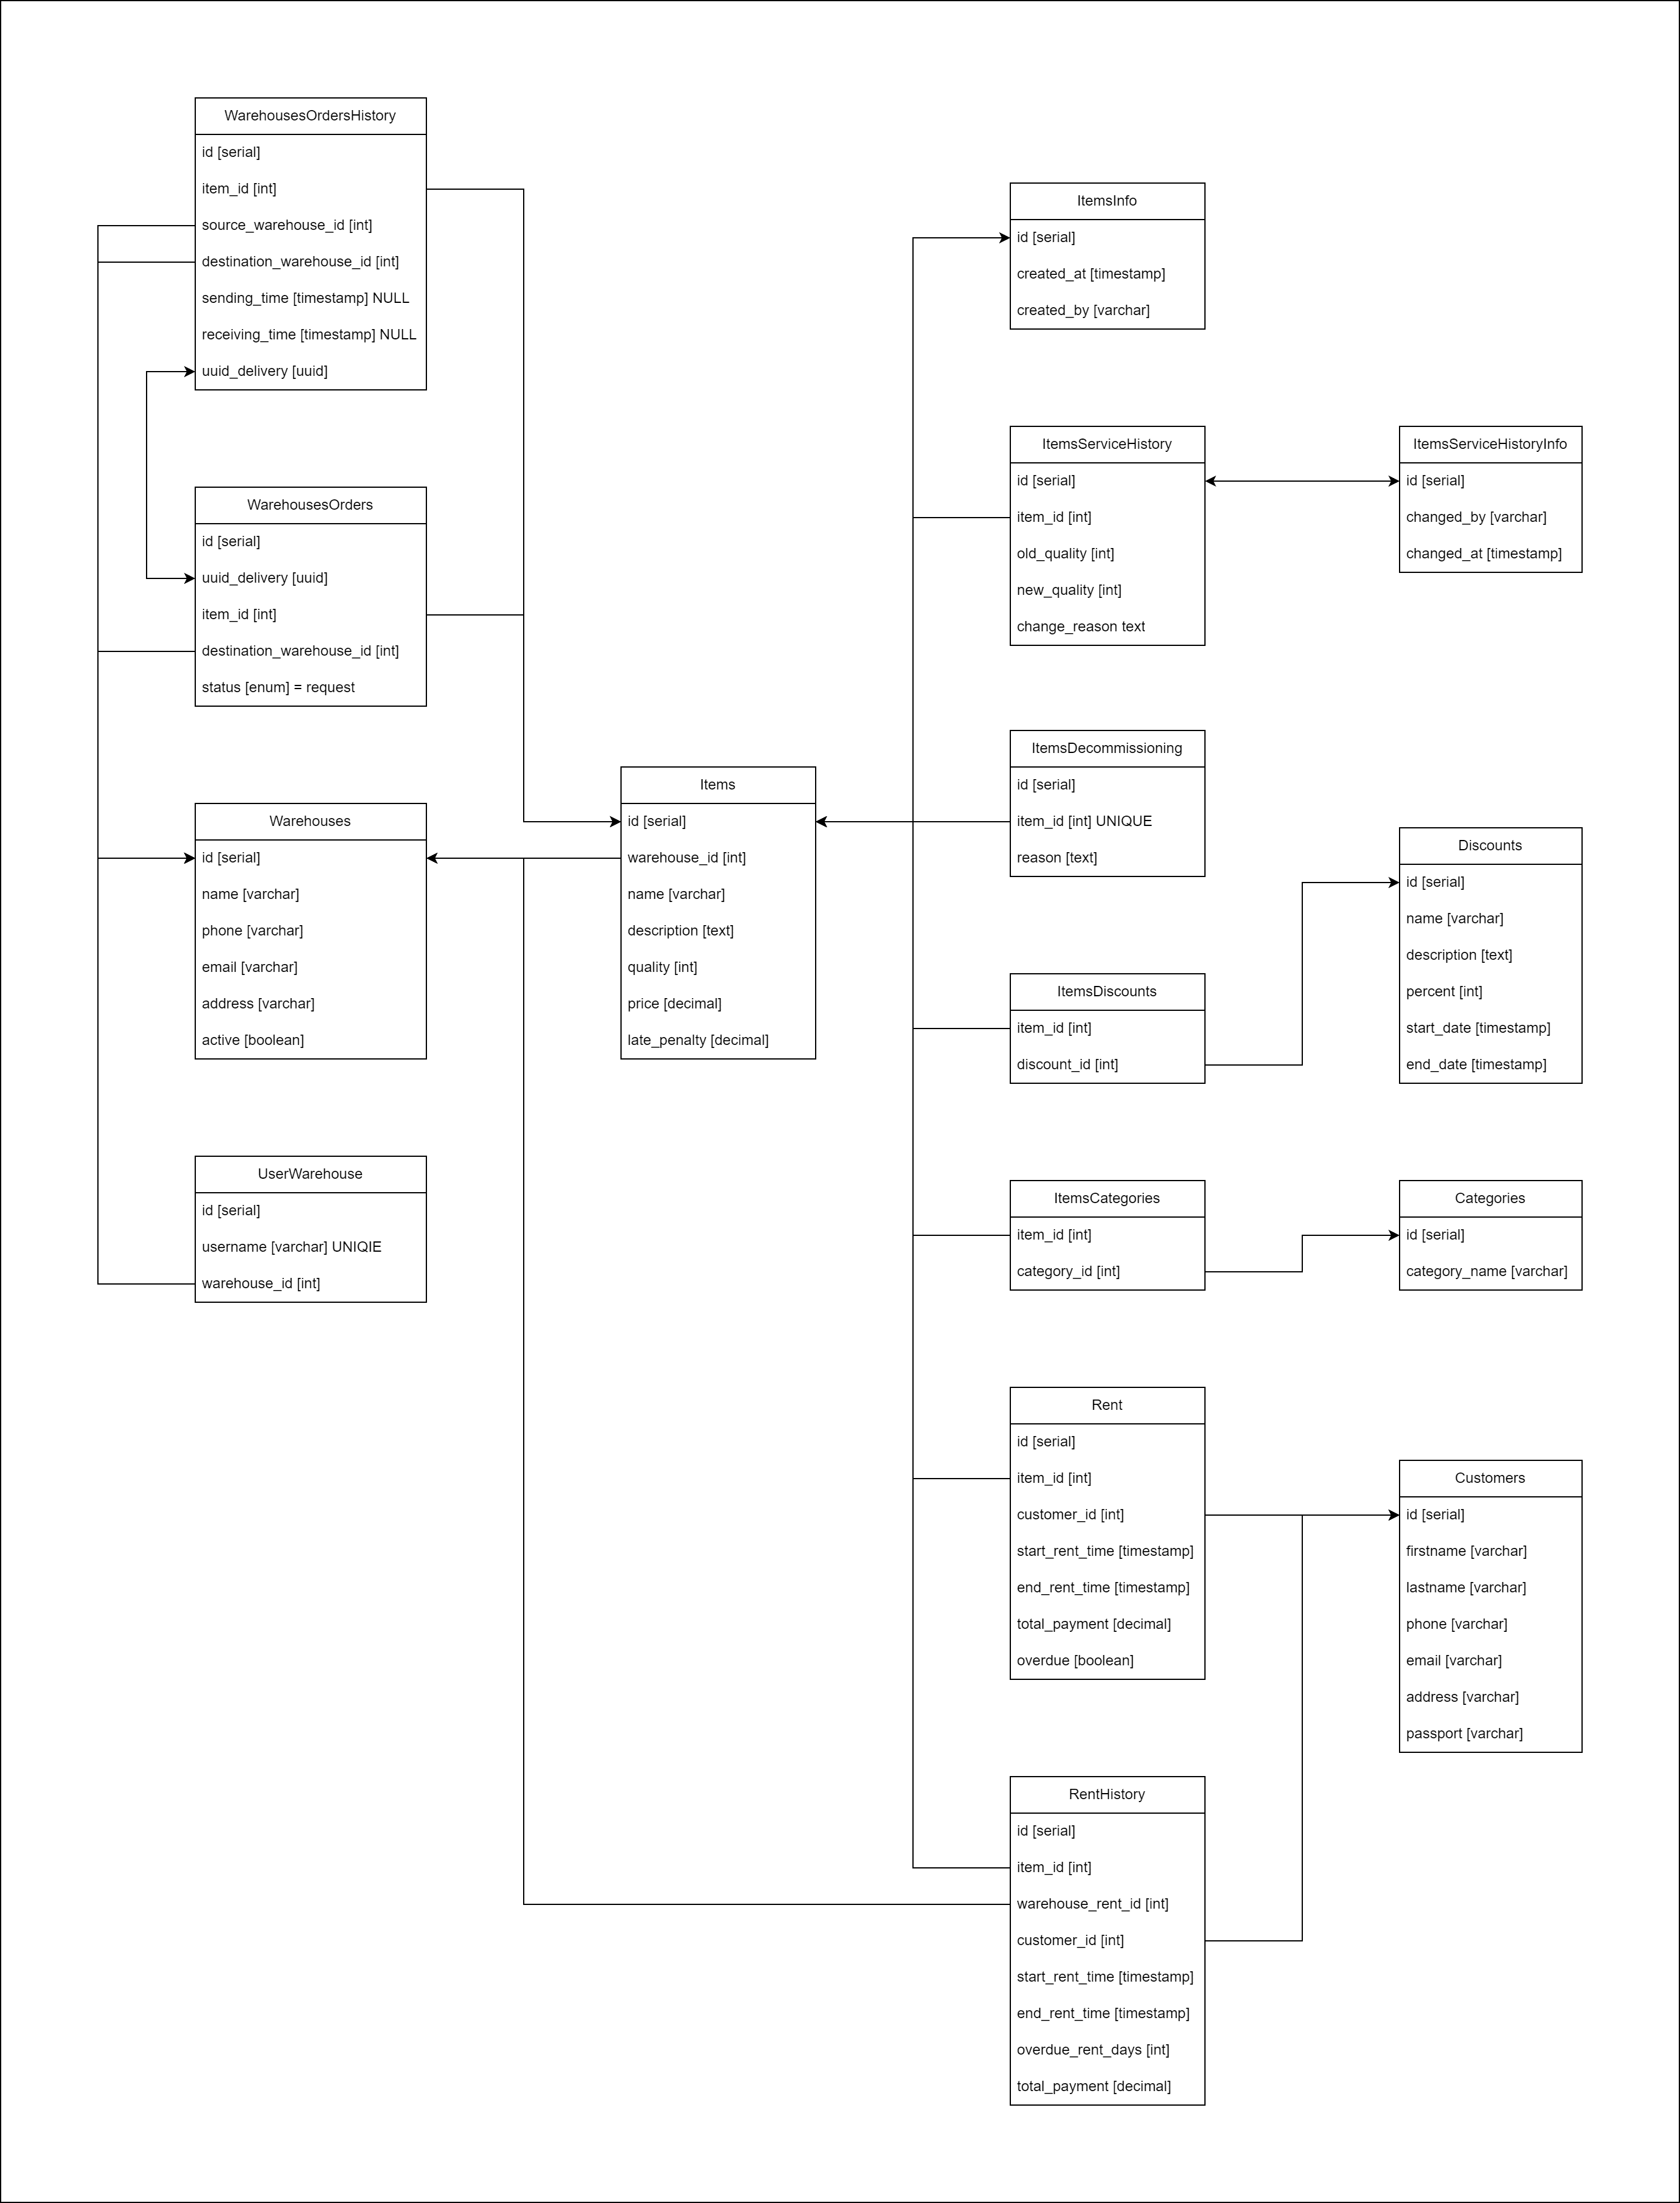 WarehousesOrdersHistory
id [serial]
item_id [int]
source_warehouse_id [int]
destination_warehouse_id [int]
sending_time [timestamp] NULL
receiving_time [timestamp] NULL
uuid_delivery [uuid]
WarehousesOrders
id [serial]
uuid_delivery [uuid]
item_id [int]
destination_warehouse_id [int]
status [enum] = request
Warehouses
id [serial]
name [varchar]
phone [varchar]
email [varchar]
address [varchar]
active [boolean]
UserWarehouse
id [serial]
username [varchar] UNIQIE
warehouse_id [int]
Items
id [serial]
warehouse_id [int]
name [varchar]
description [text]
quality [int]
price [decimal]
late_penalty [decimal]
ItemsInfo
id [serial]
created_at [timestamp]
created_by [varchar]
ItemsServiceHistory
id [serial]
item_id [int]
old_quality [int]
new_quality [int]
change_reason text
ItemsServiceHistoryInfo
id [serial]
changed_by [varchar]
changed_at [timestamp]
ItemsDecommissioning
id [serial]
item_id [int] UNIQUE
reason [text]
Discounts
id [serial]
name [varchar]
description [text]
percent [int]
start_date [timestamp]
end_date [timestamp]
ItemsDiscounts
item_id [int]
discount_id [int]
ItemsCategories
item_id [int]
category_id [int]
Categories
id [serial]
category_name [varchar]
Rent
id [serial]
item_id [int]
customer_id [int]
start_rent_time [timestamp]
end_rent_time [timestamp]
total_payment [decimal]
overdue [boolean]
Customers
id [serial]
firstname [varchar]
lastname [varchar]
phone [varchar]
email [varchar]
address [varchar]
passport [varchar]
RentHistory
id [serial]
item_id [int]
warehouse_rent_id [int]
customer_id [int]
start_rent_time [timestamp]
end_rent_time [timestamp]
overdue_rent_days [int]
total_payment [decimal]